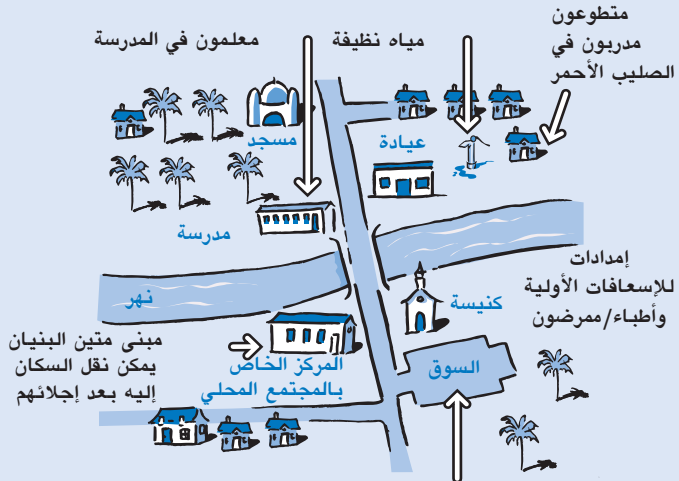 متطوعون
مدربون في
الصليب الأحمر
مياه نظيفة
معلمون في المدرسة
مسجد
عيادة
مدرسة
إمدادات
للإسعافات الأولية
وأطباء/ممرضون
نهر
كنيسة
مبنى متين البنيان
يمكن نقل السكان
إليه بعد إجلائهم
المركز الخاص
بالمجتمع المحلي
السوق